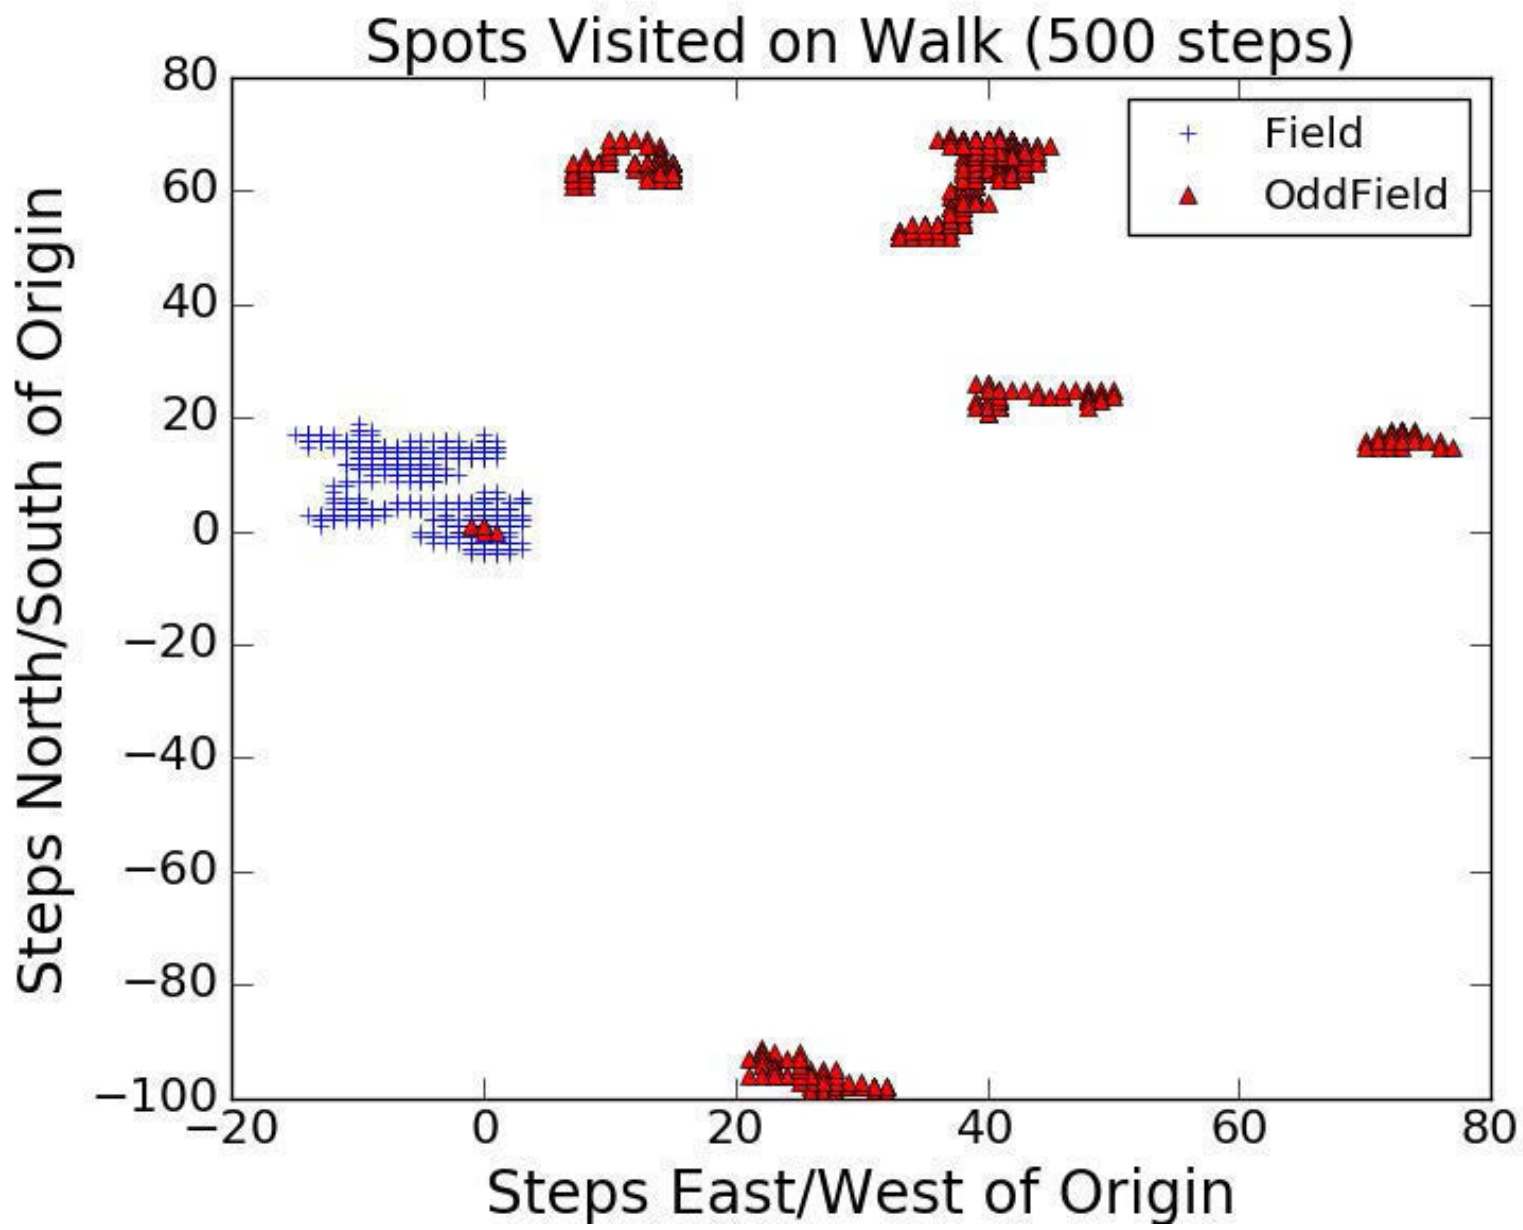 Spots Visited on Walk (500 steps)
Field
OddField
80
60
40
20
0
−20
−40
−60
−80
−100
−20 0 20 40 60 80
Steps North/South of Origin
Steps East/West of Origin